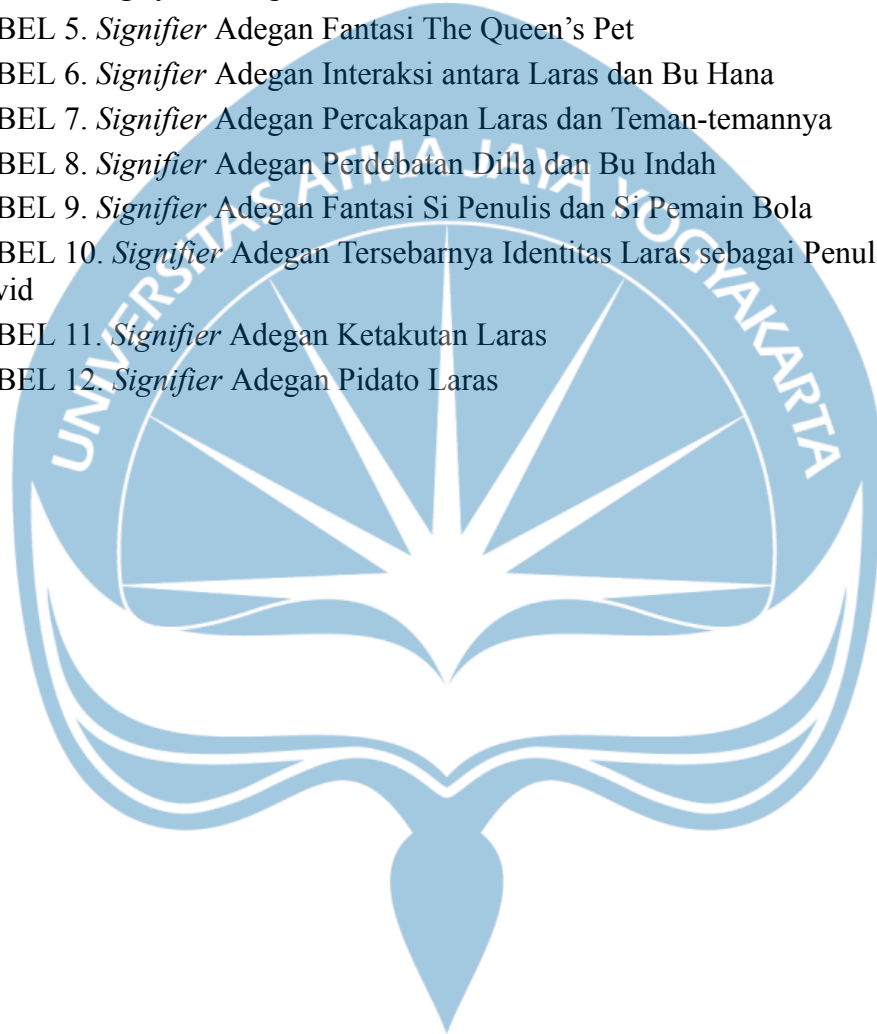 BEL 5. Signifier Adegan Fantasi The Queen’s Pet
BEL 6. Signifier Adegan Interaksi antara Laras dan Bu Hana
BEL 7. Signifier Adegan Percakapan Laras dan Teman-temannya
BEL 8. Signifier Adegan Perdebatan Dilla dan Bu Indah
BEL 9. Signifier Adegan Fantasi Si Penulis dan Si Pemain Bola
BEL 10. Signifier Adegan Tersebarnya Identitas Laras sebagai Penul
vid
BEL 11. Signifier Adegan Ketakutan Laras
BEL 12. Signifier Adegan Pidato Laras
UNIVERSITAS ATMA JAYA YOGYAKARTA